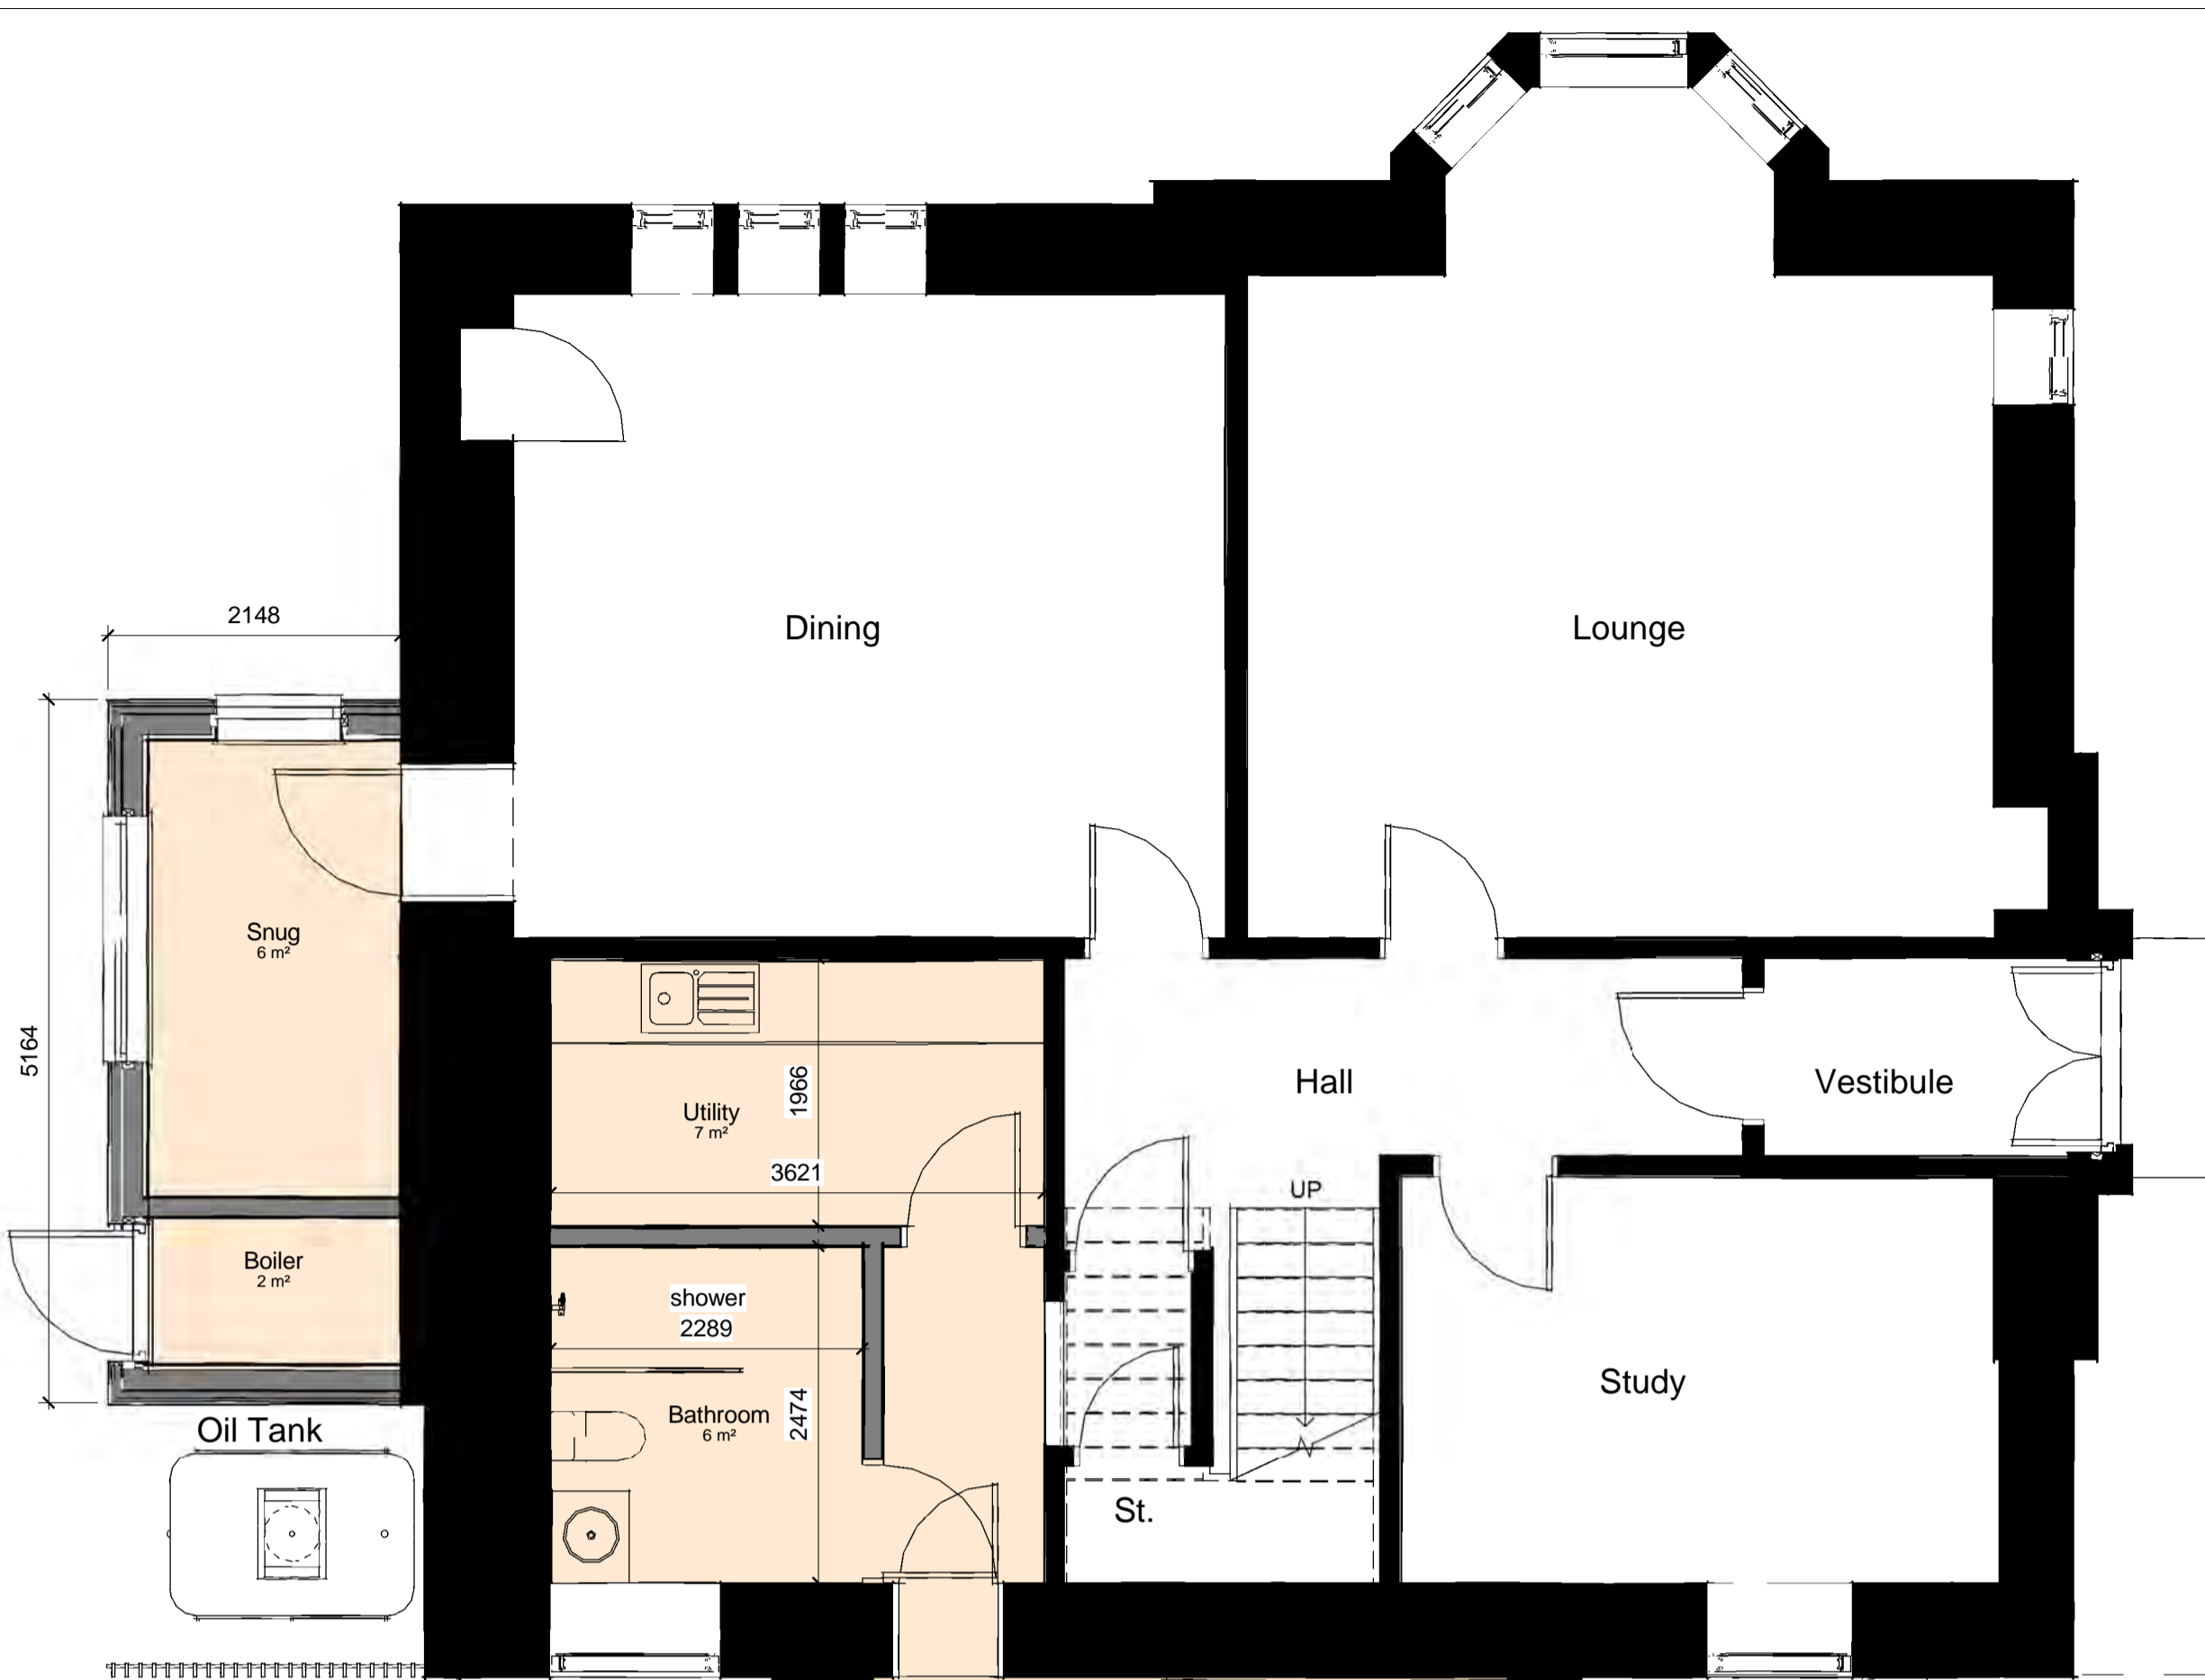 2148
Dining
Lounge
Snug
6 m²
5164
1966
Utility
7 m²
3621
Hall
Vestibule
UP
Boiler
2 m²
shower
2289
Study
Bathroom
6 m²
2474
Oil Tank
St.